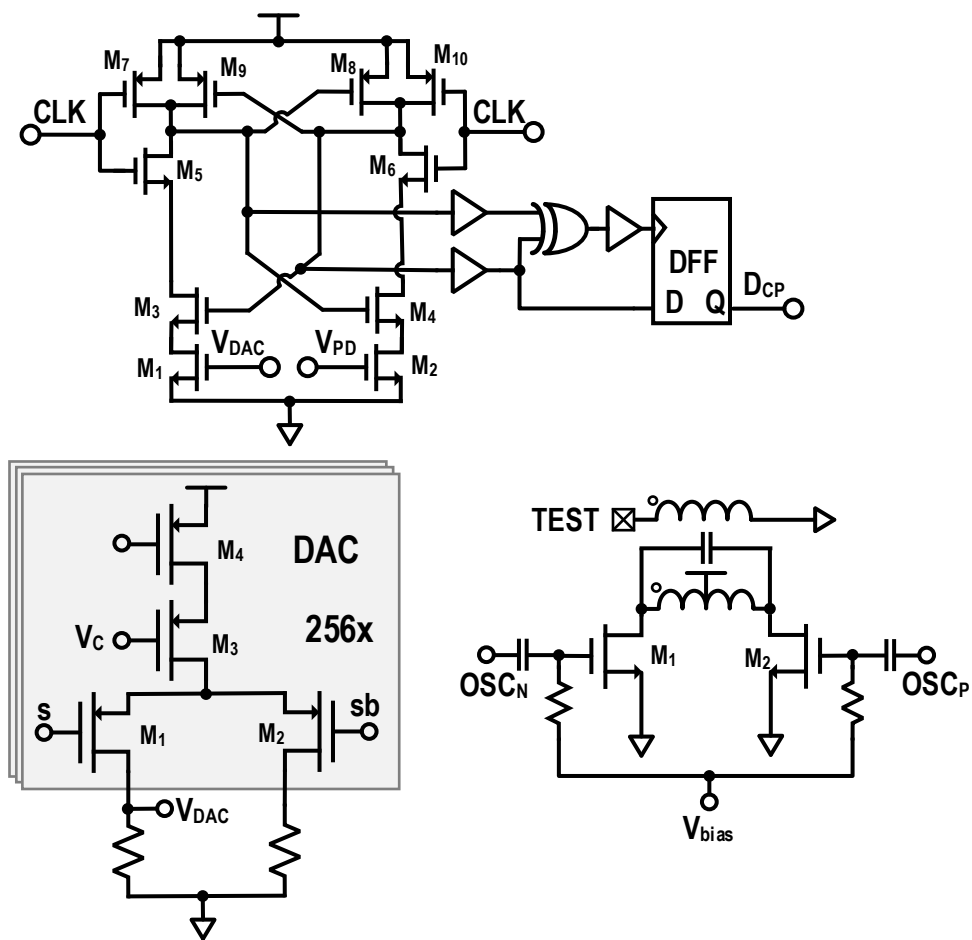 M7
M9
M8
M10
CLK
CLK
M5
M6
DFF
D Q
DCP
M3
M4
VDAC
VPD
M1
M2
M4
DAC
VC
M3
256x
s
sb
M1
M2
VDAC
TEST
M1
M2
OSCN
OSCP
Vbias